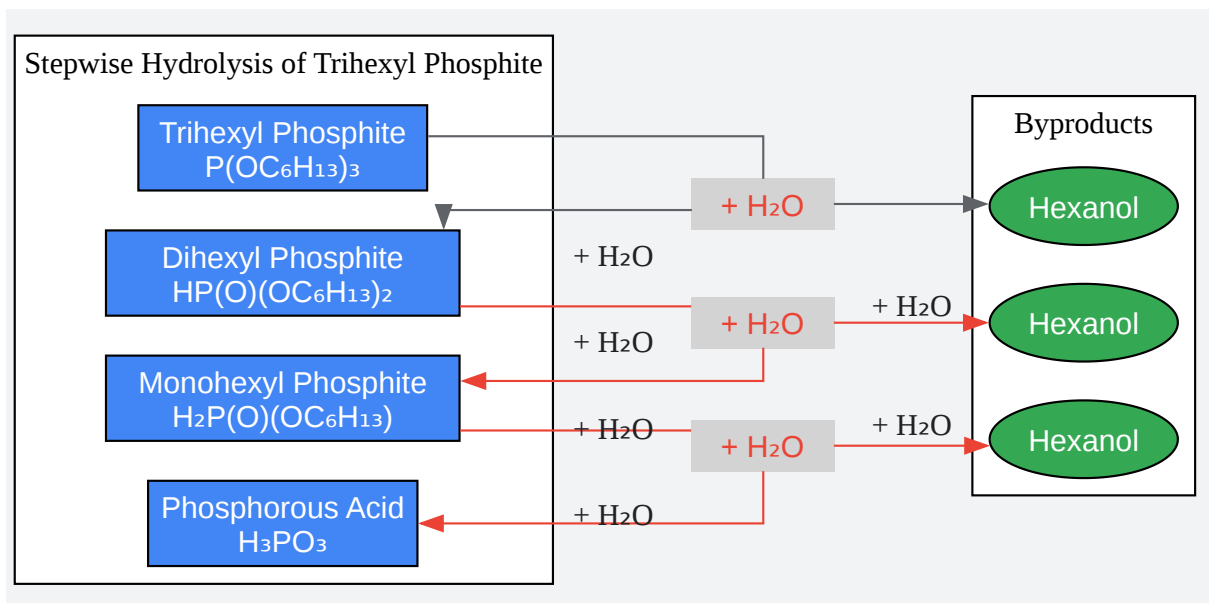 Stepwise Hydrolysis of Trihexyl Phosphite
Trihexyl Phosphite
P(OC₆H₁₃)₃
Dihexyl Phosphite
HP(O)(OC₆H₁₃)₂
Monohexyl Phosphite
H₂P(O)(OC₆H₁₃)
Phosphorous Acid
H₃PO₃
+ H₂O
+ H₂O
+ H₂O
+ H₂O
+ H₂O
+ H₂O
+ H₂O
+ H₂O
+ H₂O
Byproducts
Hexanol
Hexanol
Hexanol